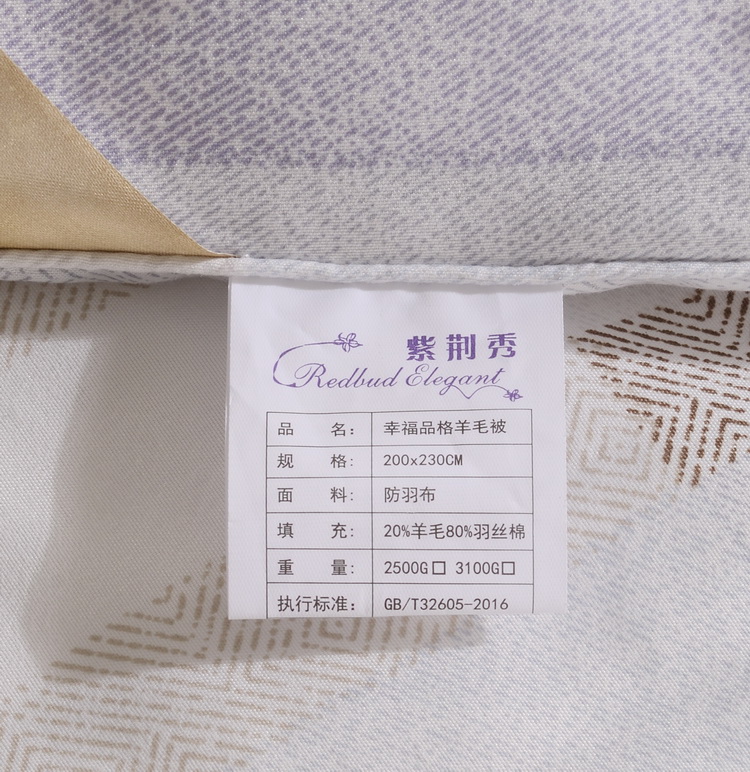 紫荆秀
Redbud Elegant
品 名： 幸福品格羊毛被
规 格： 200x230CM
面 料： 防羽布
填 充： 20%羊毛80%羽丝棉
重 量： 2500G□ 3100G□
执行标准： GB/T32605-2016